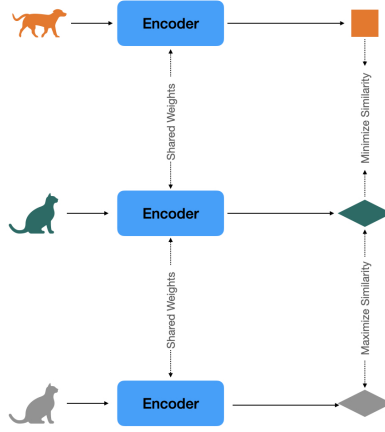 Encoder
Shared Weights
Minimize Similarity
Encoder
Shared Weights
Maximize Similarity
Encoder